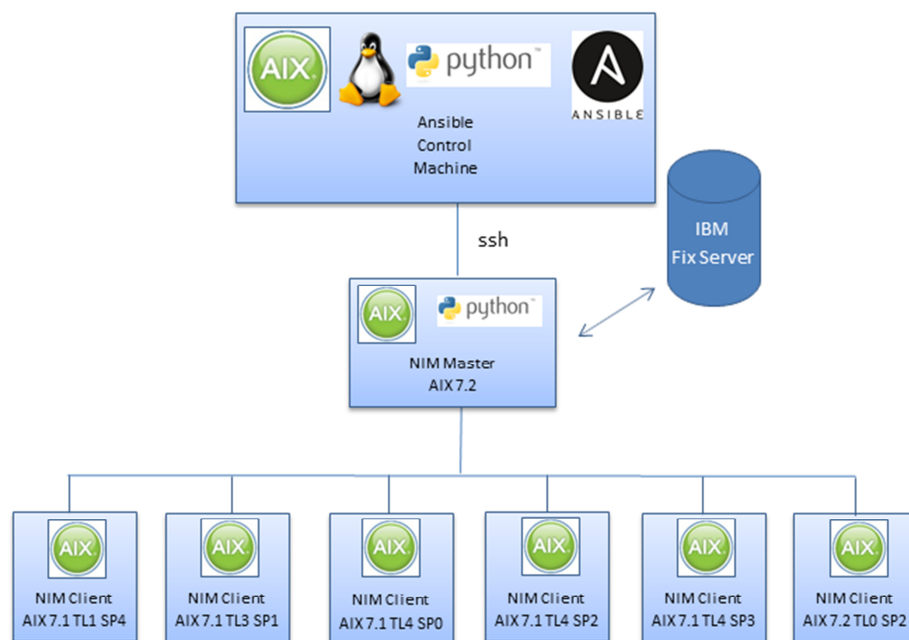 AIX
python™
ANSIBLE
Ansible
Control
Machine
ssh
IBM
Fix Server
AIX
python™
NIM Master
AIX 7.2
AIX
NIM Client
AIX 7.1 TL1 SP4
AIX
NIM Client
AIX 7.1 TL3 SP1
AIX
NIM Client
AIX 7.1 TL4 SP0
AIX
NIM Client
AIX 7.1 TL4 SP2
AIX
NIM Client
AIX 7.1 TL4 SP3
AIX
NIM Client
AIX 7.2 TL0 SP2